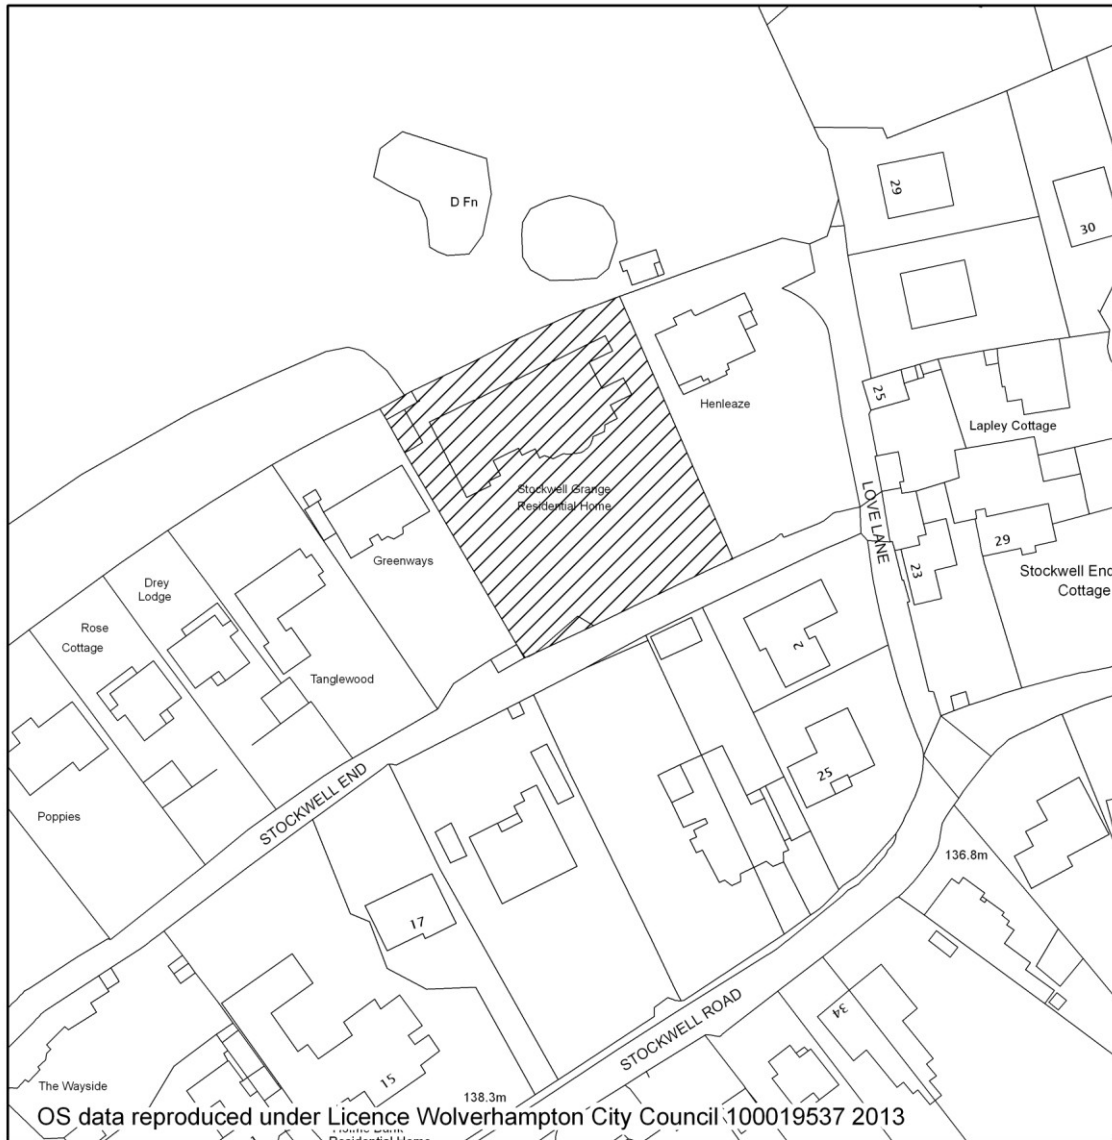 D Fn
29
30
Henleaze
25
Lapley Cottage
Stockwell Grange
Residential Home
LOVE LANE
29
23
Stockwell End
Cottage
Greenways
Drey
Lodge
Rose
Cottage
Tanglewood
2
25
STOCKWELL END
Poppies
136.8m
17
STOCKWELL ROAD
34
15
The Wayside
138.3m
OS data reproduced under Licence Wolverhampton City Council 100019537 2013
Residential Home